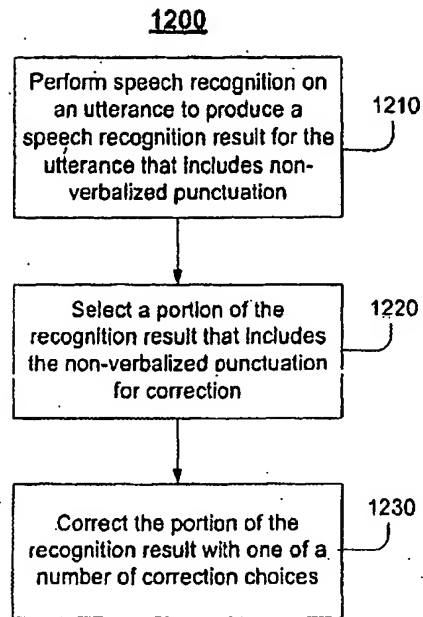 1200
Perform speech recognition on
an utterance to produce a
speech recognition result for the
utterance that includes non-
verbalized punctuation
1210
Select a portion of the
recognition result that includes
the non-verbalized punctuation
for correction
1220
Correct the portion of the
recognition result with one of a
number of correction choices
1230